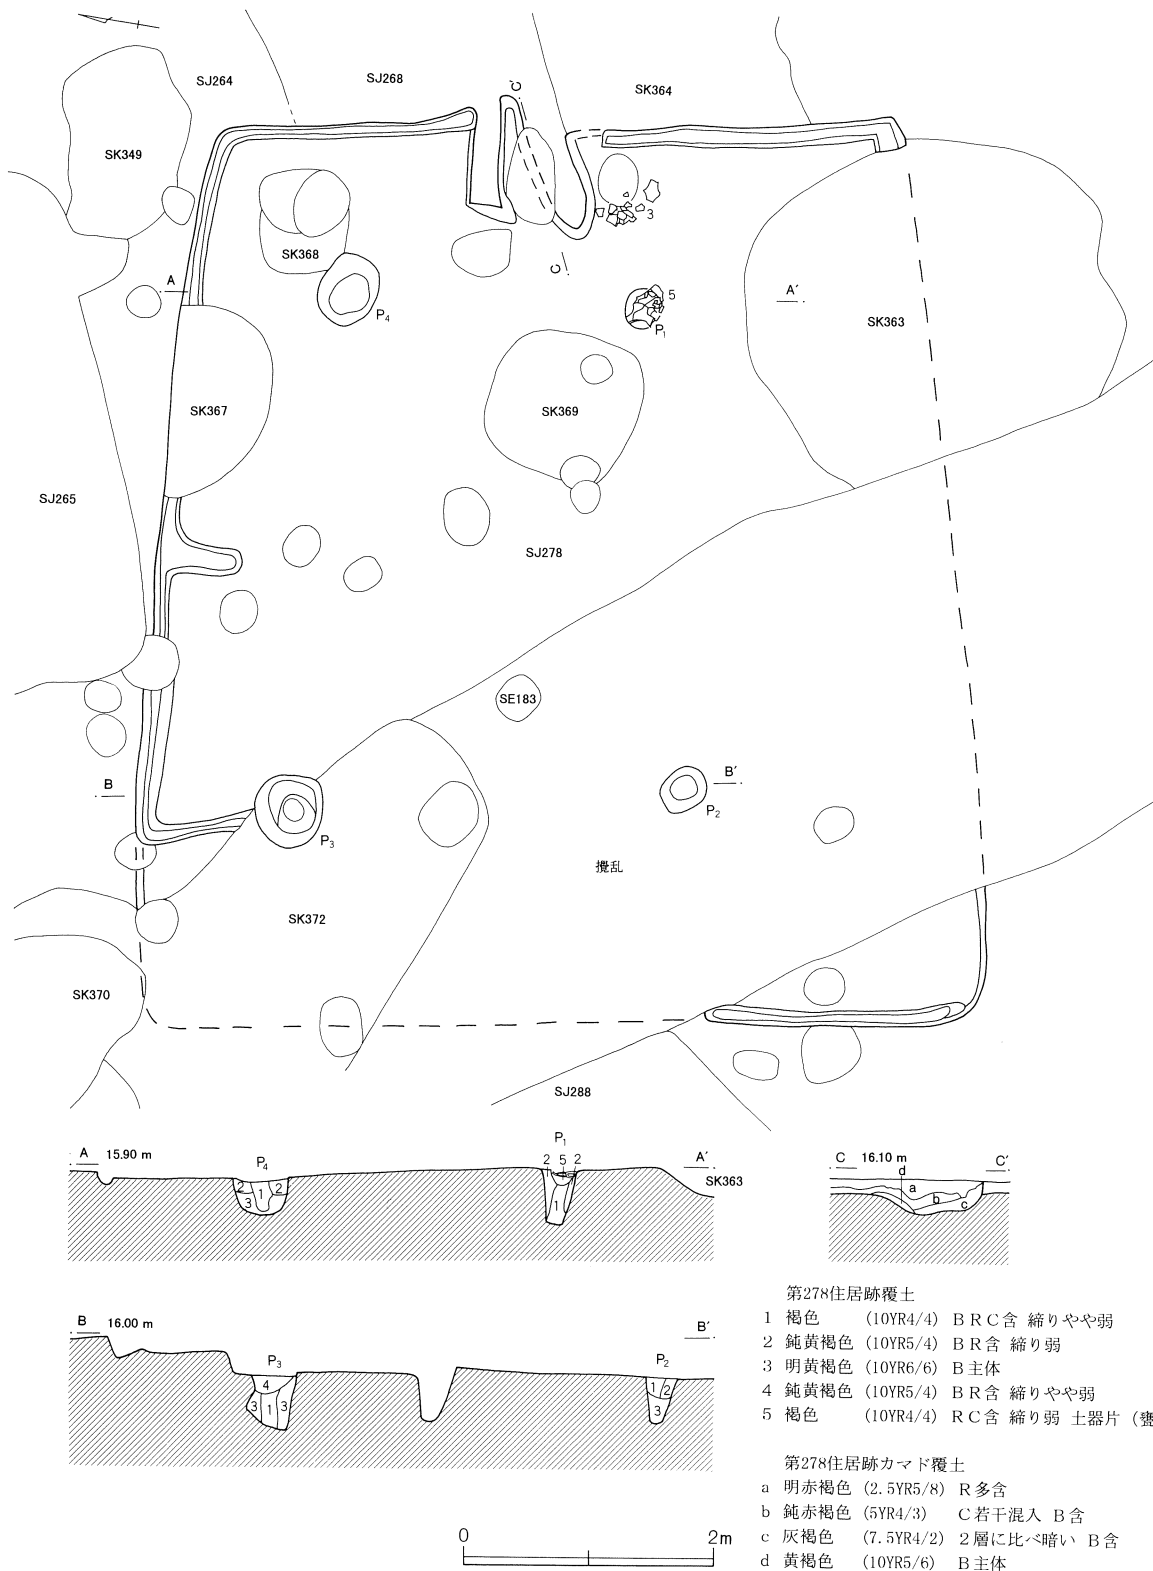 SJ264
SJ268
C′
SK364
SK349
3
SK368
A
C
P4
5
P1
A′
SK363
SK367
SK369
SJ265
SJ278
SE183
B
B′
P2
P3
攪乱
SK372
SK370
SJ288
A 15.90 m
P4
P1
A′
SK363
2 1 2 3
2 5 2
1
C 16.10 m
C′
d
a
b
c
B 16.00 m
P3
P2
B′
4
3 1 3
1 2
3
第278住居跡覆土
1 褐色 (10YR4/4) ＢＲＣ含 締りやや弱
2 鈍黄褐色 (10YR5/4) ＢＲ含 締り弱
3 明黄褐色 (10YR6/6) Ｂ主体
4 鈍黄褐色 (10YR5/4) ＢＲ含 締りやや弱
5 褐色 (10YR4/4) ＲＣ含 締り弱 土器片（甕
第278住居跡カマド覆土
a 明赤褐色 (2.5YR5/8) Ｒ多含
b 鈍赤褐色 (5YR4/3) Ｃ若干混入 Ｂ含
c 灰褐色 (7.5YR4/2) 2層に比べ暗い Ｂ含
d 黄褐色 (10YR5/6) Ｂ主体
0 2m